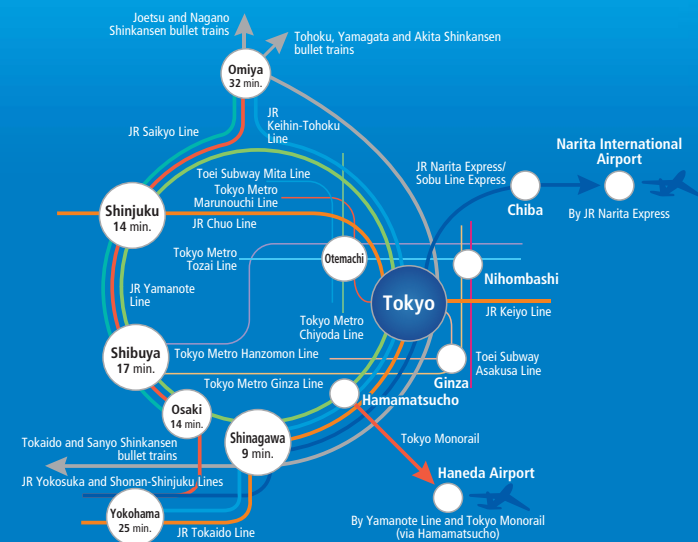 Joetsu and Nagano
Shinkansen bullet trains
Tohoku, Yamagata and Akita Shinkansen
bullet trains
Omiya
32 min.
JR Saikyo Line
JR
Keihin-Tohoku
Line
Narita International
Airport
JR Narita Express/
Sobu Line Express
Toei Subway Mita Line
Tokyo Metro
Marunouchi Line
Chiba
By JR Narita Express
Shinjuku
14 min.
JR Chuo Line
Tokyo Metro
Tozai Line
Otemachi
Nihombashi
JR Yamanote
Line
Tokyo
JR Keiyo Line
Tokyo Metro
Chiyoda Line
Shibuya
17 min.
Tokyo Metro Hanzomon Line
Toei Subway
Asakusa Line
Ginza
Tokyo Metro Ginza Line
Hamamatsucho
Osaki
14 min.
Shinagawa
9 min.
Tokaido and Sanyo Shinkansen
bullet trains
Tokyo Monorail
Haneda Airport
JR Yokosuka and Shonan-Shinjuku Lines
Yokohama
25 min.
JR Tokaido Line
By Yamanote Line and Tokyo Monorail
(via Hamamatsucho)